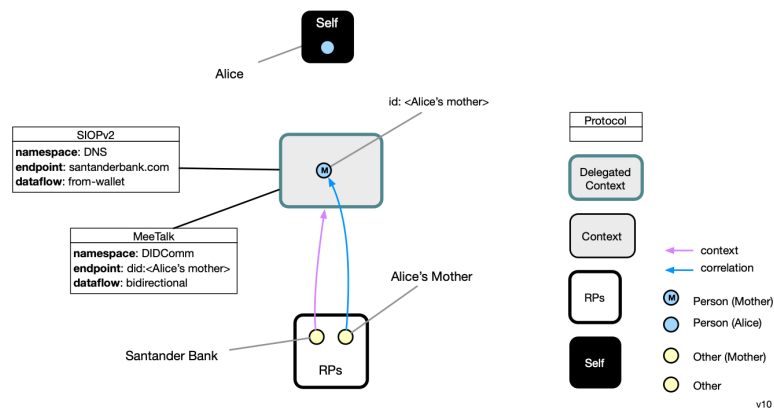 Self
Alice
id: <Alice's mother>
SIOPv2
namespace: DNS
endpoint: santanderbank.com
dataflow: from-wallet
M
MeeTalk
namespace: DIDComm
endpoint: did:<Alice's mother>
dataflow: bidirectional
Alice's Mother
Santander Bank
RPs
Protocol
Delegated
Context
Context
RPs
Self
context
correlation
M
Person (Mother)
Person (Alice)
Other (Mother)
Other
v10